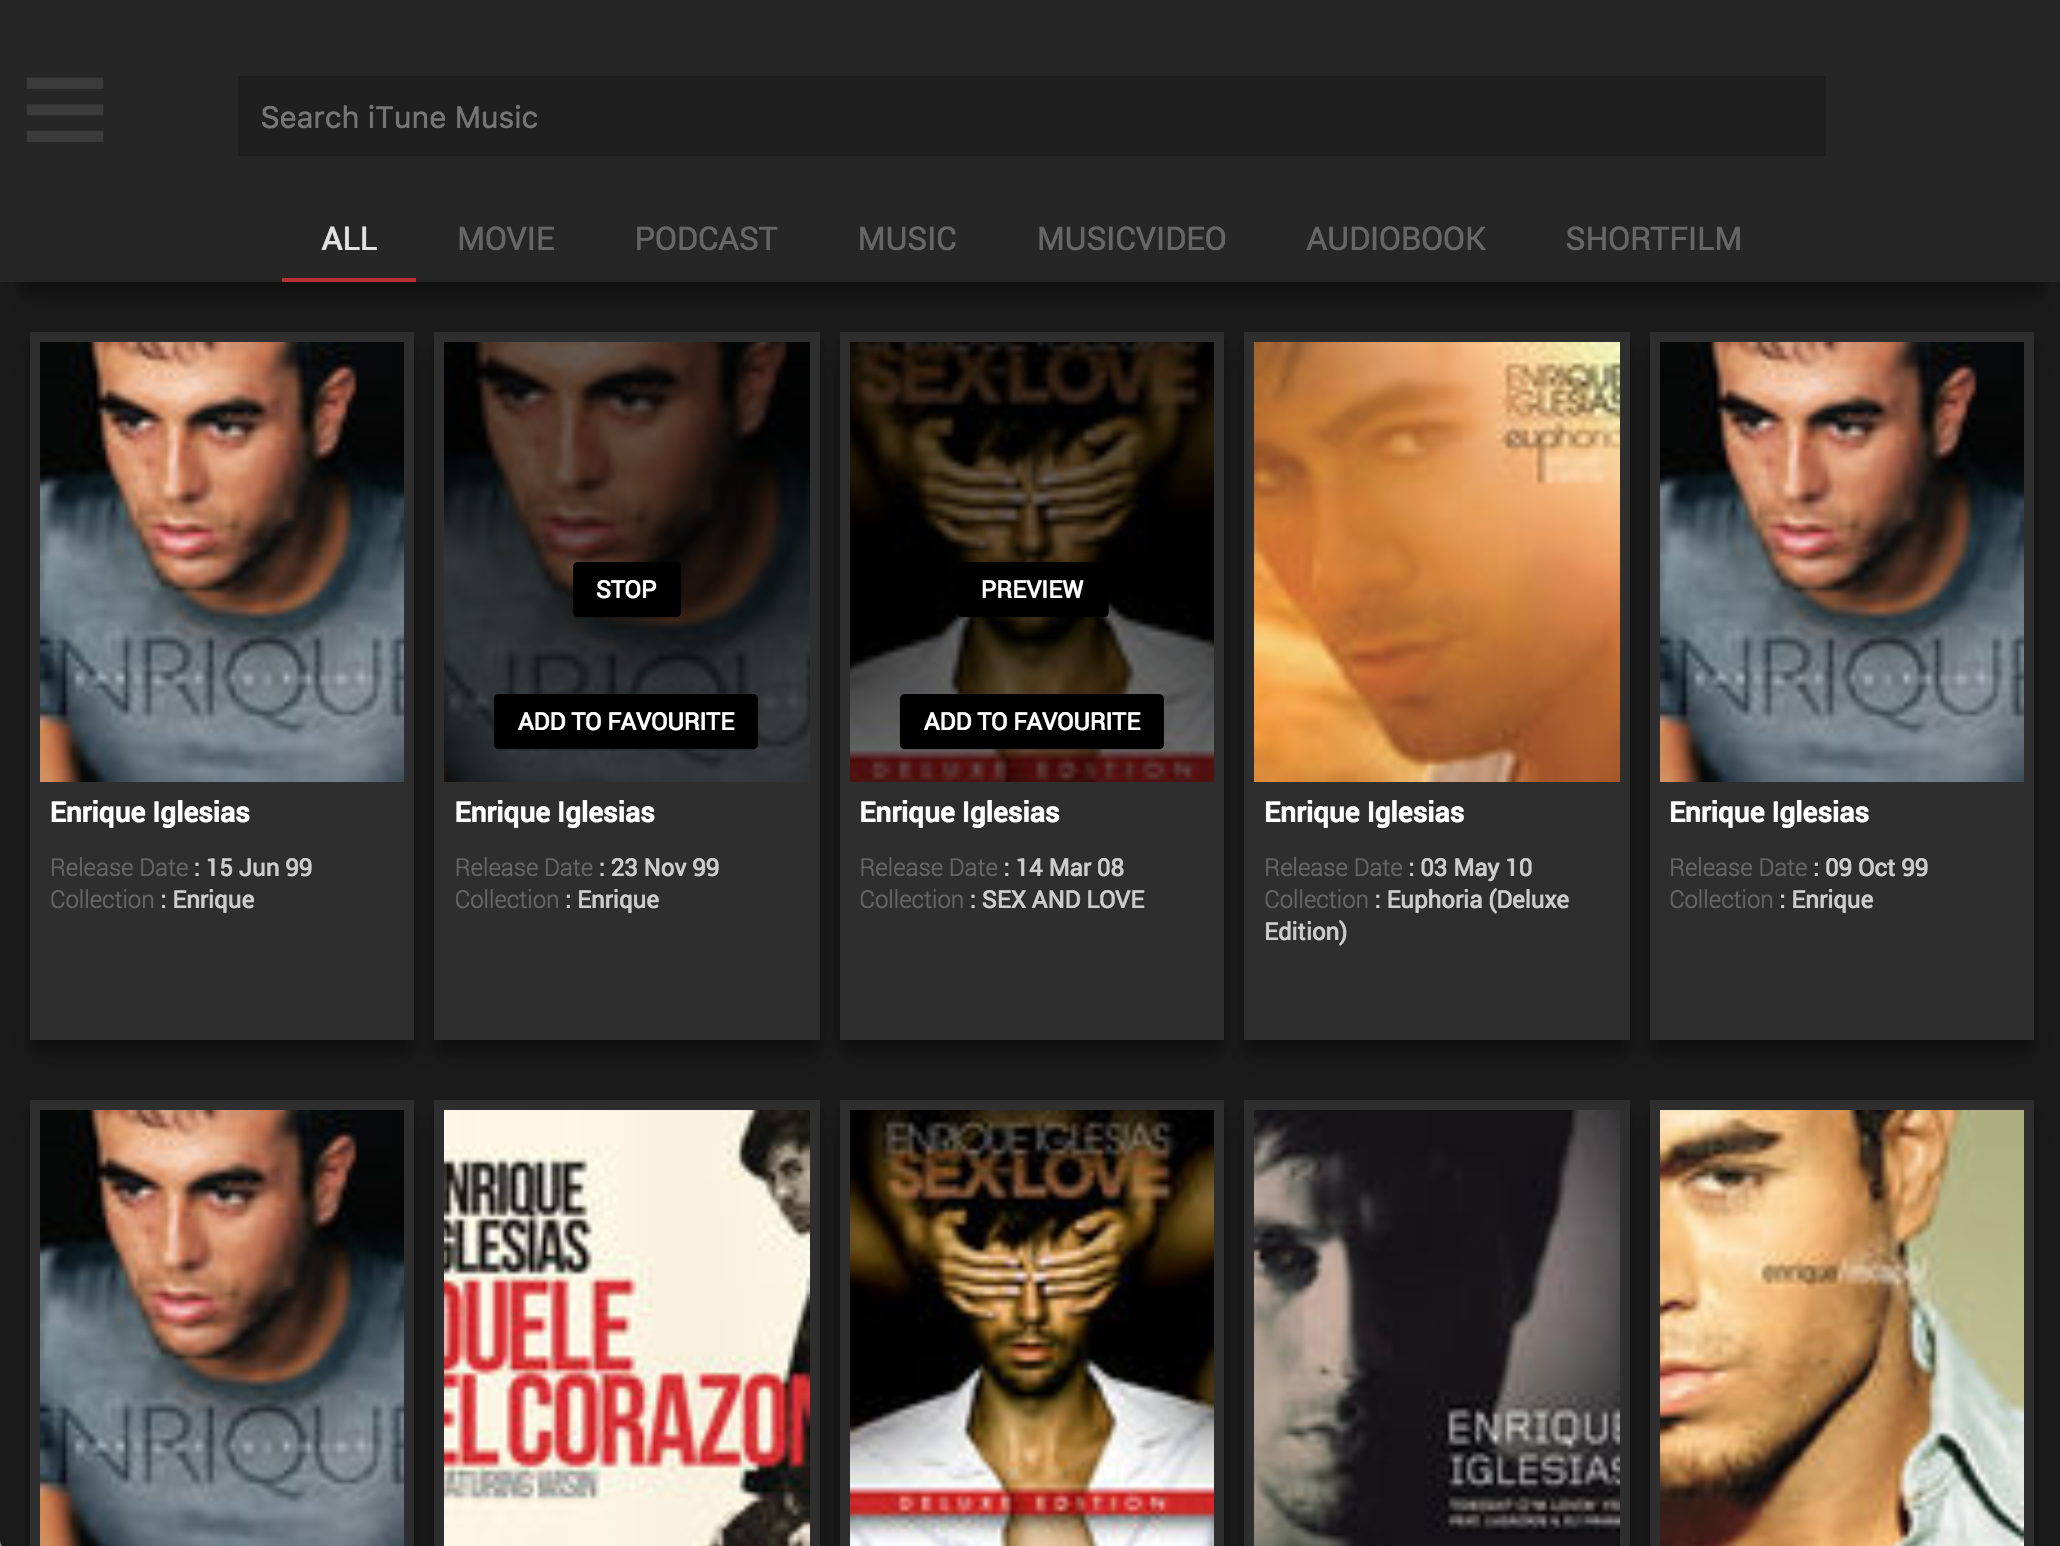 Search iTune Music
ALL MOVIE PODCAST MUSIC MUSICVIDEO AUDIOBOOK SHORTFILM
NRIQUE
STOP
ADD TO FAVOURITE
NRIQU
SEX LOVE
PREVIEW
ADD TO FAVOURITE
DELUXE EDITION
ENRIQUE
IGLESIAS
euphoria
NRIQUE
Enrique Iglesias
Release Date : 15 Jun 99
Collection : Enrique
Enrique Iglesias
Release Date : 23 Nov 99
Collection : Enrique
Enrique Iglesias
Release Date : 14 Mar 08
Collection : SEX AND LOVE
Enrique Iglesias
Release Date : 03 May 10
Collection : Euphoria (Deluxe
Edition)
Enrique Iglesias
Release Date : 09 Oct 99
Collection : Enrique
NRIQUE
NRIQUE
GLESIAS
DUELE
EL CORAZON
ATURING WISIN
ENRIQUE IGLESIAS
SEX LOVE
DELUXE EDITION
ENRIQUE
IGLESIAS
enrique